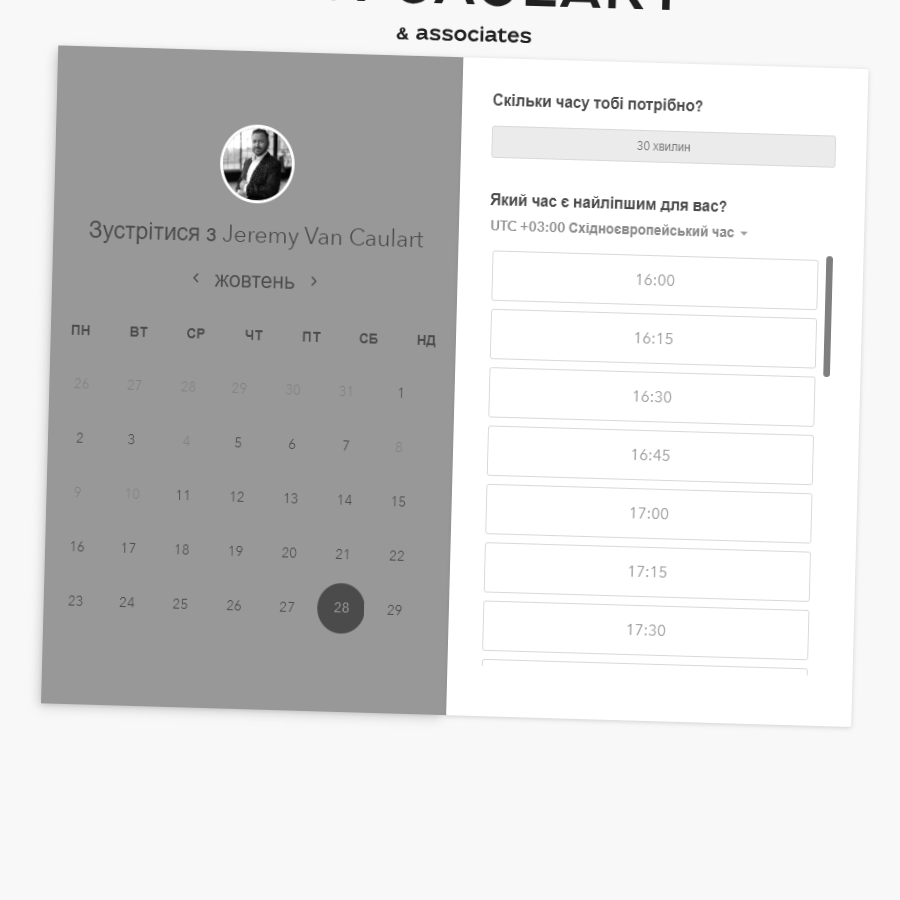 CAULART
& associates
Зустрітися з Jeremy Van Caulart
жовтень
ПН ВТ СР ЧТ ПТ СБ НД
26 27 28 29 30 31 1
2 3 4 5 6 7 8
9 10 11 12 13 14 15
16 17 18 19 20 21 22
23 24 25 26 27 28 29
Скільки часу тобі потрібно?
30 хвилин
Який час є найліпшим для вас?
UTC +03:00 Східноєвропейський час
16:00
16:15
16:30
16:45
17:00
17:15
17:30